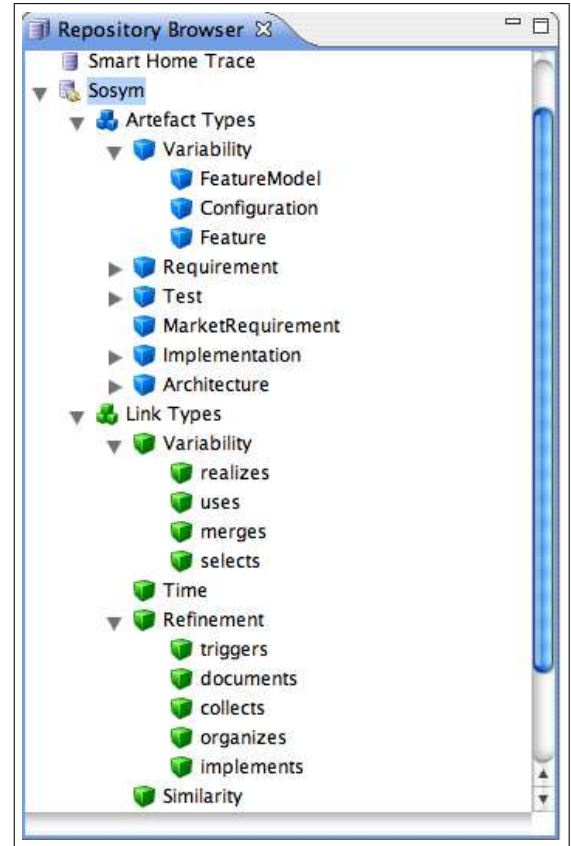 Repository Browser
Smart Home Trace
Sosym
Artefact Types
Variability
FeatureModel
Configuration
Feature
Requirement
Test
MarketRequirement
Implementation
Architecture
Link Types
Variability
realizes
uses
merges
selects
Time
Refinement
triggers
documents
collects
organizes
implements
Similarity